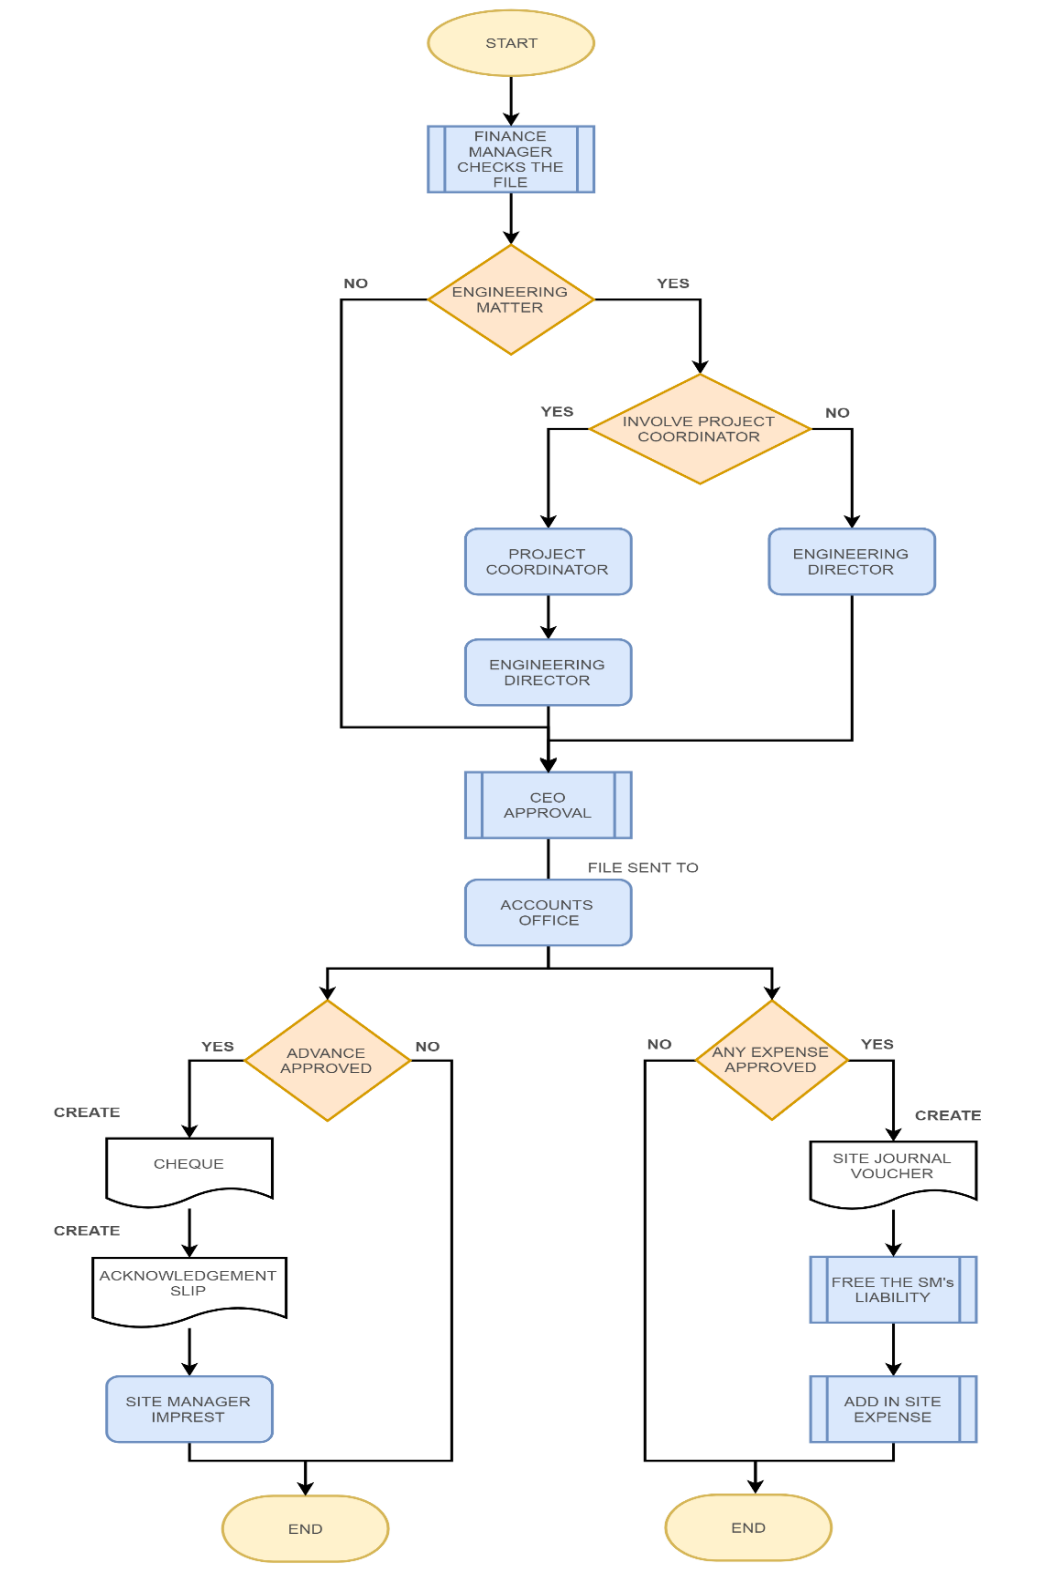 START
FINANCE
MANAGER
CHECKS THE
FILE
NO
YES
ENGINEERING
MATTER
YES
NO
INVOLVE PROJECT
COORDINATOR
PROJECT
COORDINATOR
ENGINEERING
DIRECTOR
ENGINEERING
DIRECTOR
CEO
APPROVAL
FILE SENT TO
ACCOUNTS
OFFICE
YES
NO
ADVANCE
APPROVED
NO
YES
ANY EXPENSE
APPROVED
CREATE
CREATE
CHEQUE
SITE JOURNAL
VOUCHER
CREATE
ACKNOWLEDGEMENT
SLIP
FREE THE SM's
LIABILITY
SITE MANAGER
IMPREST
ADD IN SITE
EXPENSE
END
END